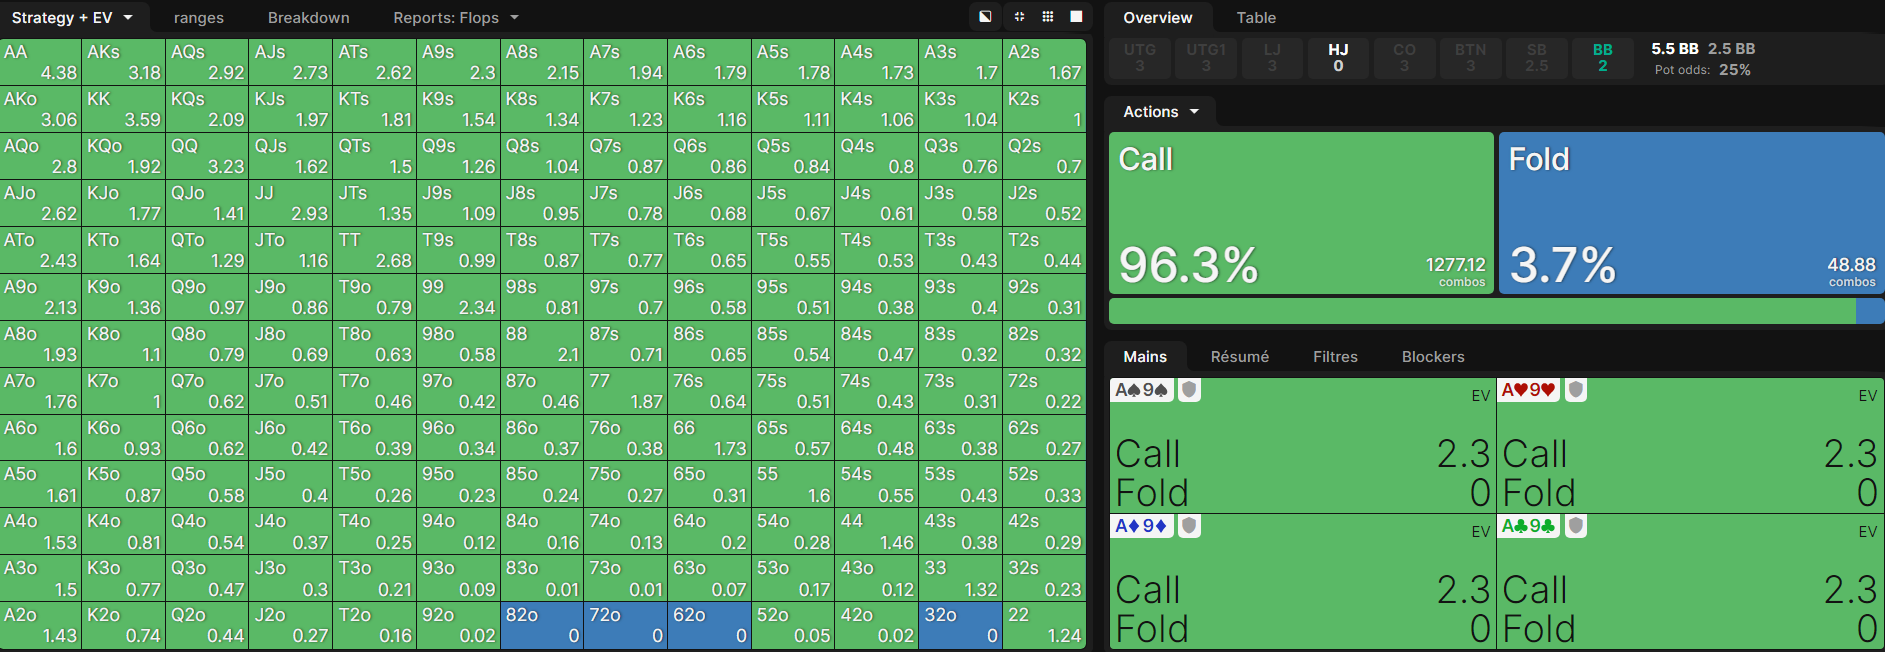 Strategy + EV ranges Breakdown Reports: Flops
AA AKs AQs AJs ATs A9s A8s A7s A6s A5s A4s A3s A2s
4.38 3.18 2.92 2.73 2.62 2.3 2.15 1.94 1.79 1.78 1.73 1.7 1.67
AKo KK KQs KJs KTs K9s K8s K7s K6s K5s K4s K3s K2s
3.06 3.59 2.09 1.97 1.81 1.54 1.34 1.23 1.16 1.11 1.06 1.04 1
AQo KQo QQ QJs QTs Q9s Q8s Q7s Q6s Q5s Q4s Q3s Q2s
2.8 1.92 3.23 1.62 1.5 1.26 1.04 0.87 0.86 0.84 0.8 0.76 0.7
AJo KJo QJo JJ JTs J9s J8s J7s J6s J5s J4s J3s J2s
2.62 1.77 1.41 2.93 1.35 1.09 0.95 0.78 0.68 0.67 0.61 0.58 0.52
ATo KTo QTo JTo TT T9s T8s T7s T6s T5s T4s T3s T2s
2.43 1.64 1.29 1.16 2.68 0.99 0.87 0.77 0.65 0.55 0.53 0.43 0.44
A9o K9o Q9o J9o T9o 99 98s 97s 96s 95s 94s 93s 92s
2.13 1.36 0.97 0.86 0.79 2.34 0.81 0.7 0.58 0.51 0.38 0.4 0.31
A8o K8o Q8o J8o T8o 98o 88 87s 86s 85s 84s 83s 82s
1.93 1.1 0.79 0.69 0.63 0.58 2.1 0.71 0.65 0.54 0.47 0.32 0.32
A7o K7o Q7o J7o T7o 97o 87o 77 76s 75s 74s 73s 72s
1.76 1 0.62 0.51 0.46 0.42 0.46 1.87 0.64 0.51 0.43 0.31 0.22
A6o K6o Q6o J6o T6o 96o 86o 76o 66 65s 64s 63s 62s
1.6 0.93 0.62 0.42 0.39 0.34 0.37 0.38 1.73 0.57 0.48 0.38 0.27
A5o K5o Q5o J5o T5o 95o 85o 75o 65o 55 54s 53s 52s
1.61 0.87 0.58 0.4 0.26 0.23 0.24 0.27 0.31 1.6 0.55 0.43 0.33
A4o K4o Q4o J4o T4o 94o 84o 74o 64o 54o 44 43s 42s
1.53 0.81 0.54 0.37 0.25 0.12 0.16 0.13 0.2 0.28 1.46 0.38 0.29
A3o K3o Q3o J3o T3o 93o 83o 73o 63o 53o 43o 33 32s
1.5 0.77 0.47 0.3 0.21 0.09 0.01 0.01 0.07 0.17 0.12 1.32 0.23
A2o K2o Q2o J2o T2o 92o 82o 72o 62o 52o 42o 32o 22
1.43 0.74 0.44 0.27 0.16 0.02 0 0 0 0.05 0.02 0 1.24
Overview Table
UTG UTG1 LJ HJ CO BTN SB BB 5.5 BB 2.5 BB
3 3 3 0 3 3 2.5 2 Pot odds: 25%
Actions
Call Fold
96.3% 1277.12 3.7% 48.88
combos combos
Mains Résumé Filtres Blockers
A♠9♠ EV A♥9♥ EV
Call 2.3 Call 2.3
Fold 0 Fold 0
A♦9♦ EV A♣9♣ EV
Call 2.3 Call 2.3
Fold 0 Fold 0